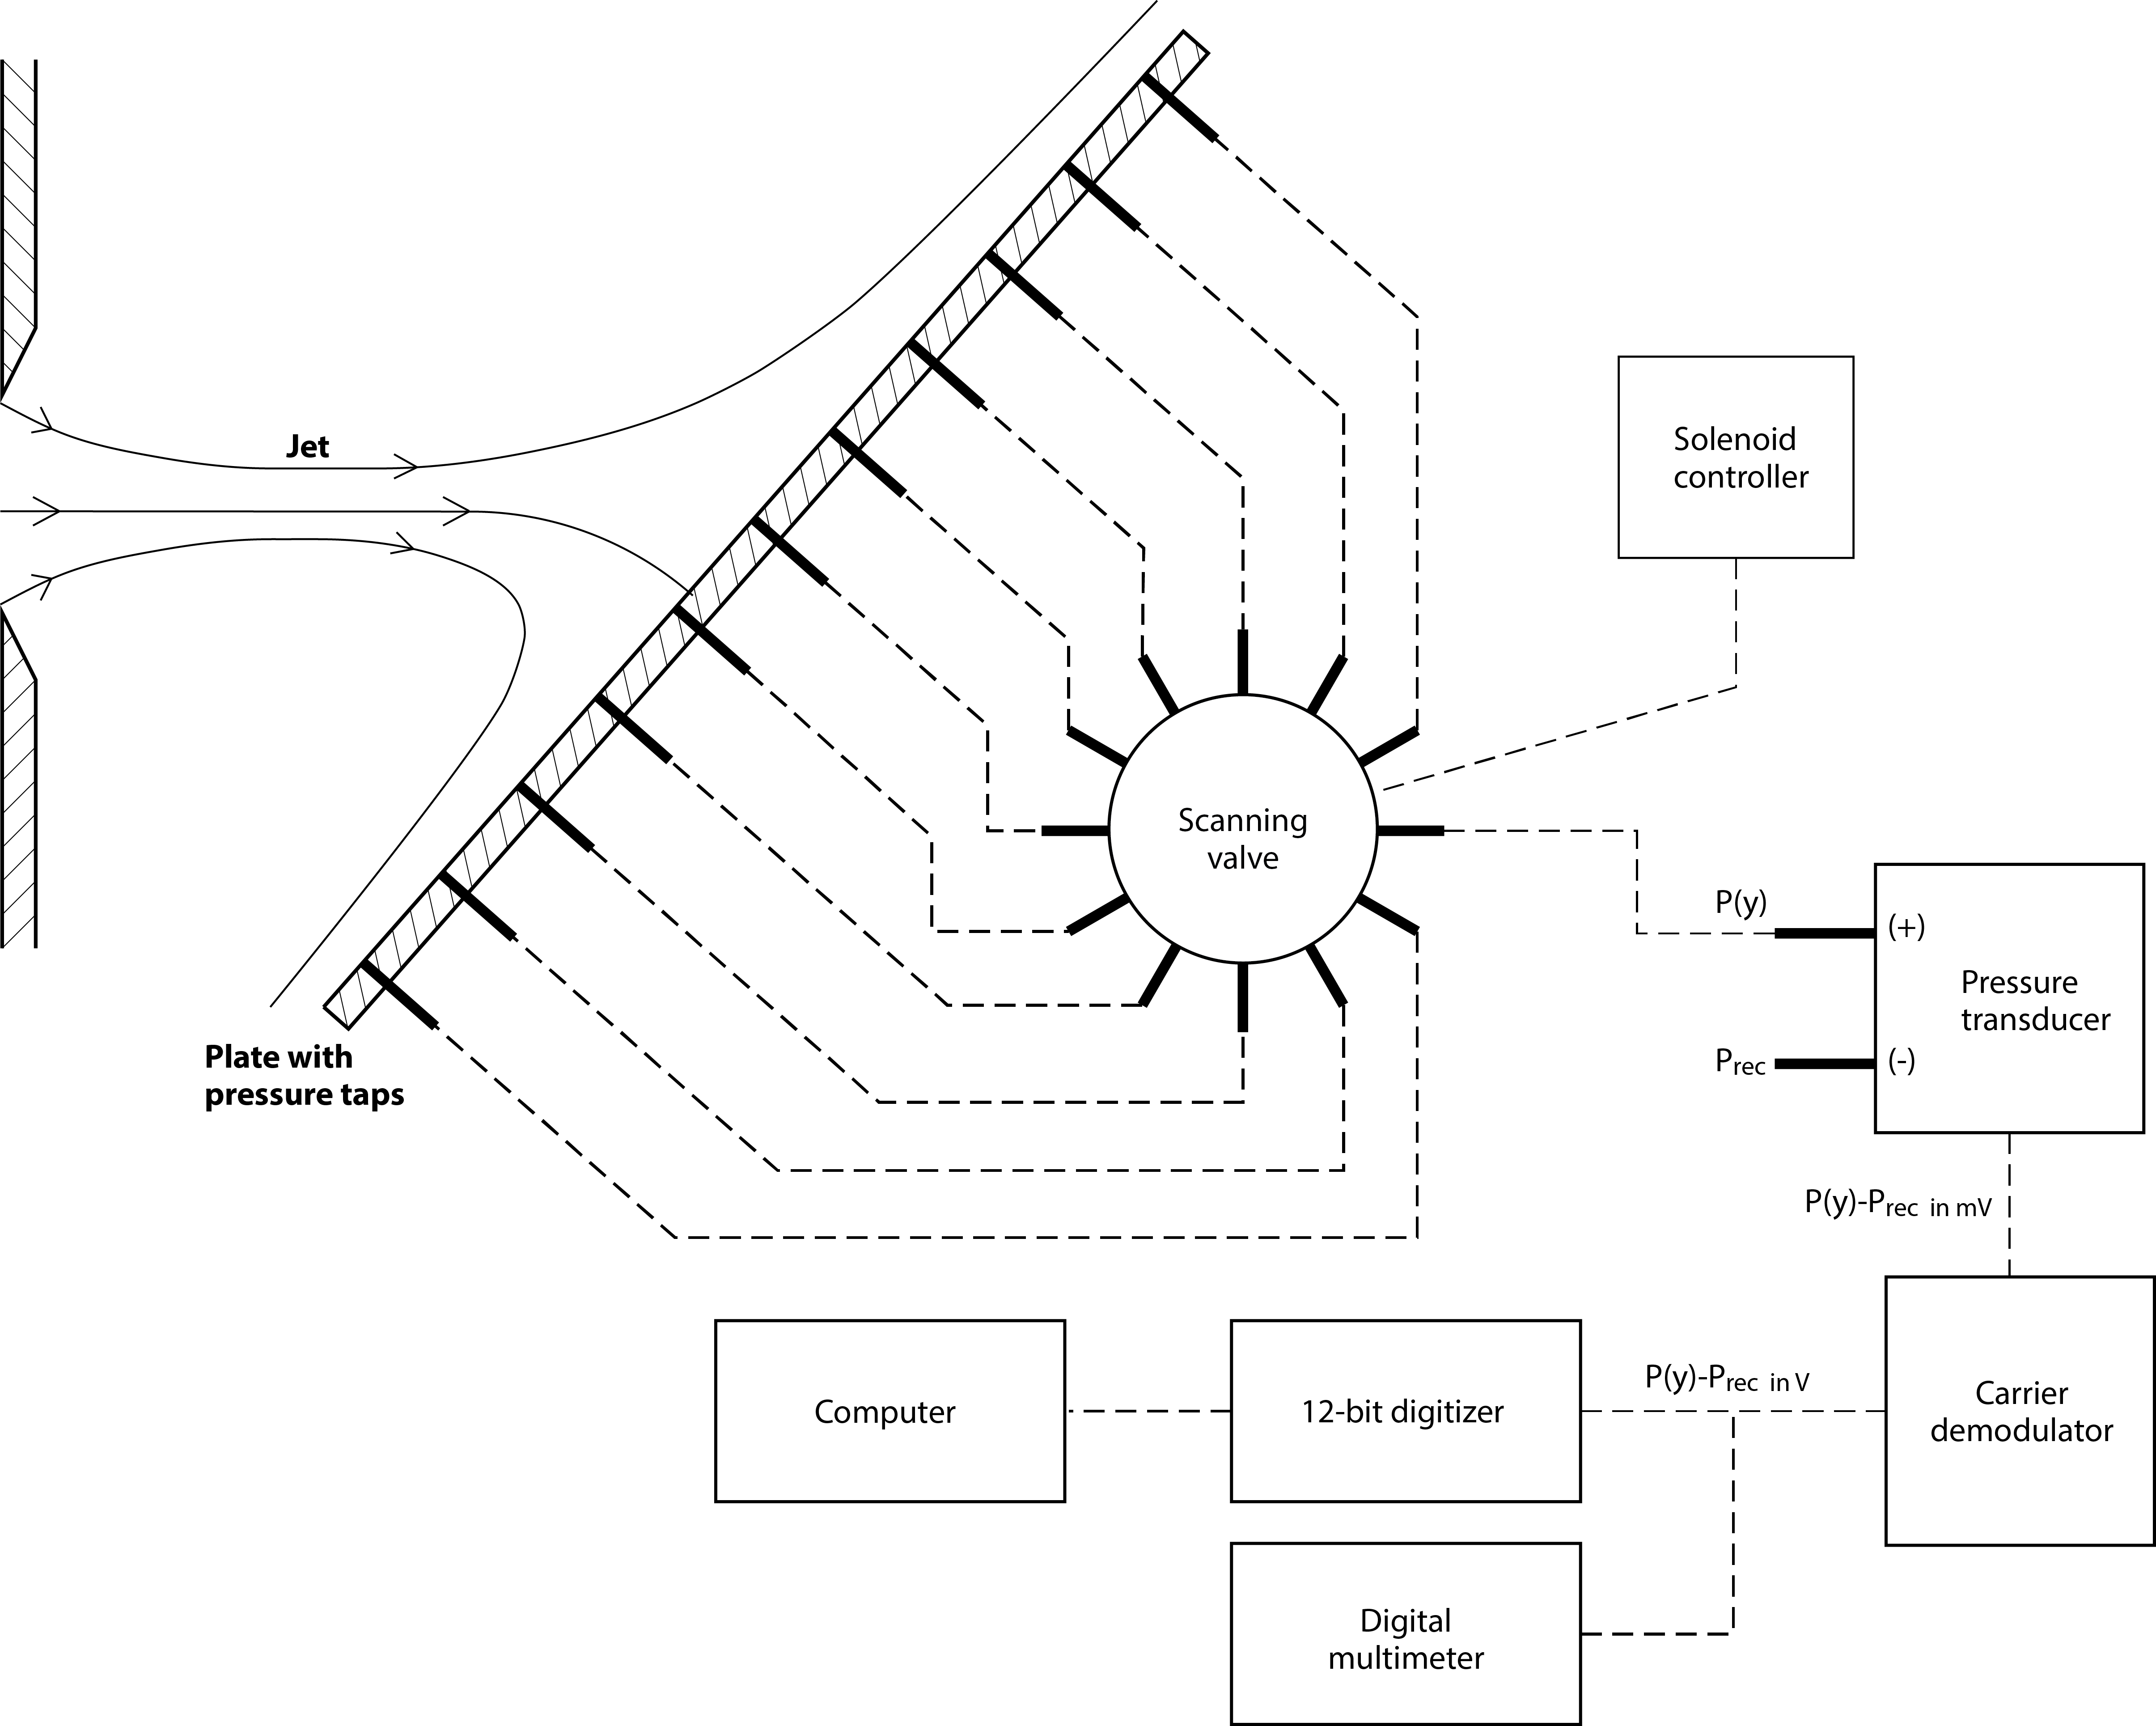 Jet
Solenoid
controller
Scanning
valve
P(y)
(+)
Pressure
transducer
Prec
(-)
Plate with
pressure taps
P(y)-Prec in mV
P(y)-Prec in V
Computer
12-bit digitizer
Carrier
demodulator
Digital
multimeter